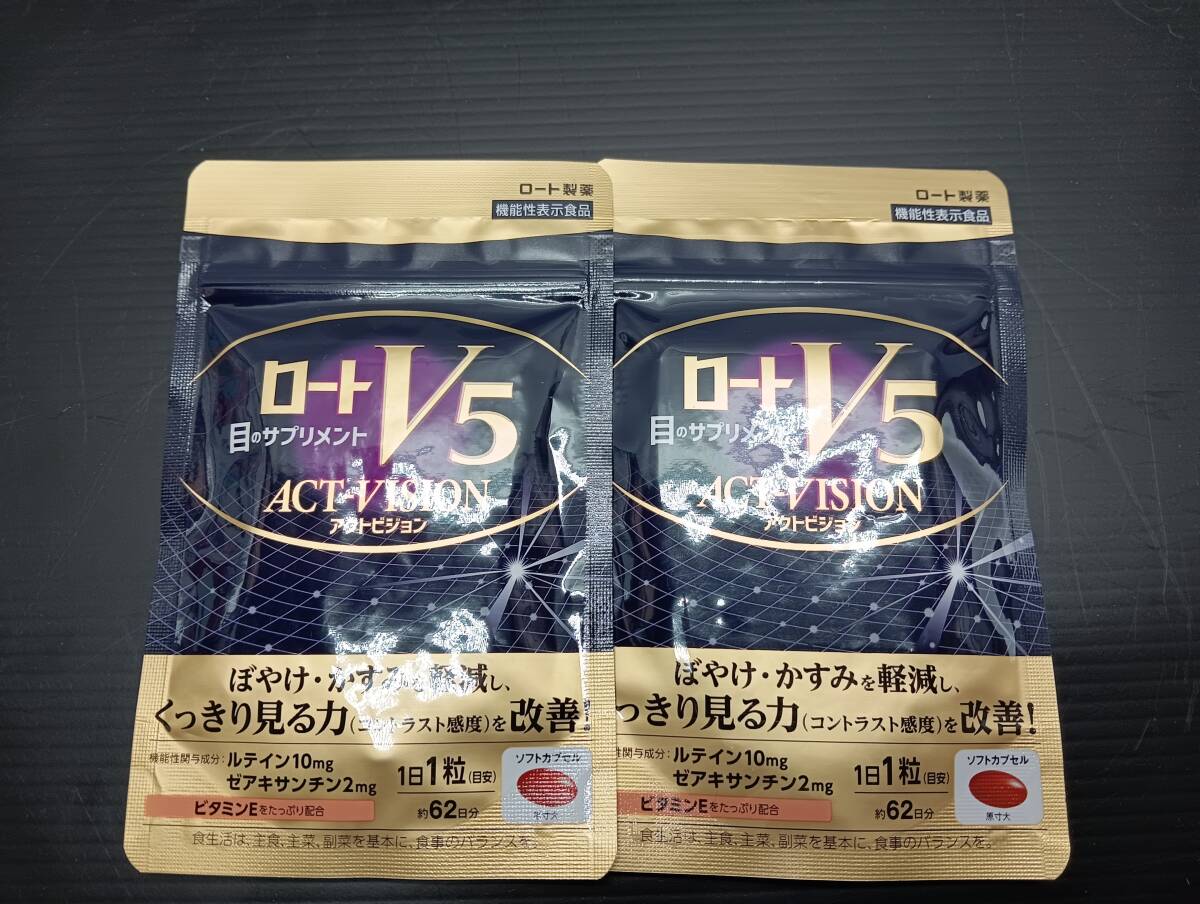 ロート製薬
機能性表示食品
ロート V5
目のサプリメント
ACT-VISION
アクトビジョン
ぼやけ・かすみを軽減し、
くっきり見る力(コントラスト感度)を改善!
機能性関与成分:ルテイン10mg
ゼアキサンチン2mg
ビタミンEをたっぷり配合
1日1粒(目安)
約62日分
ソフトカプセル
原寸大
食生活は、主食、主菜、副菜を基本に、食事のバランスを。
ロート製薬
機能性表示食品
ロート V5
目のサプリメント
ACT-VISION
アクトビジョン
ぼやけ・かすみを軽減し、
っきり見る力(コントラスト感度)を改善!
性関与成分:ルテイン10mg
ゼアキサンチン2mg
ビタミンEをたっぷり配合
1日1粒(目安)
約62日分
ソフトカプセル
原寸大
食生活は、主食、主菜、副菜を基本に、食事のバランスを。